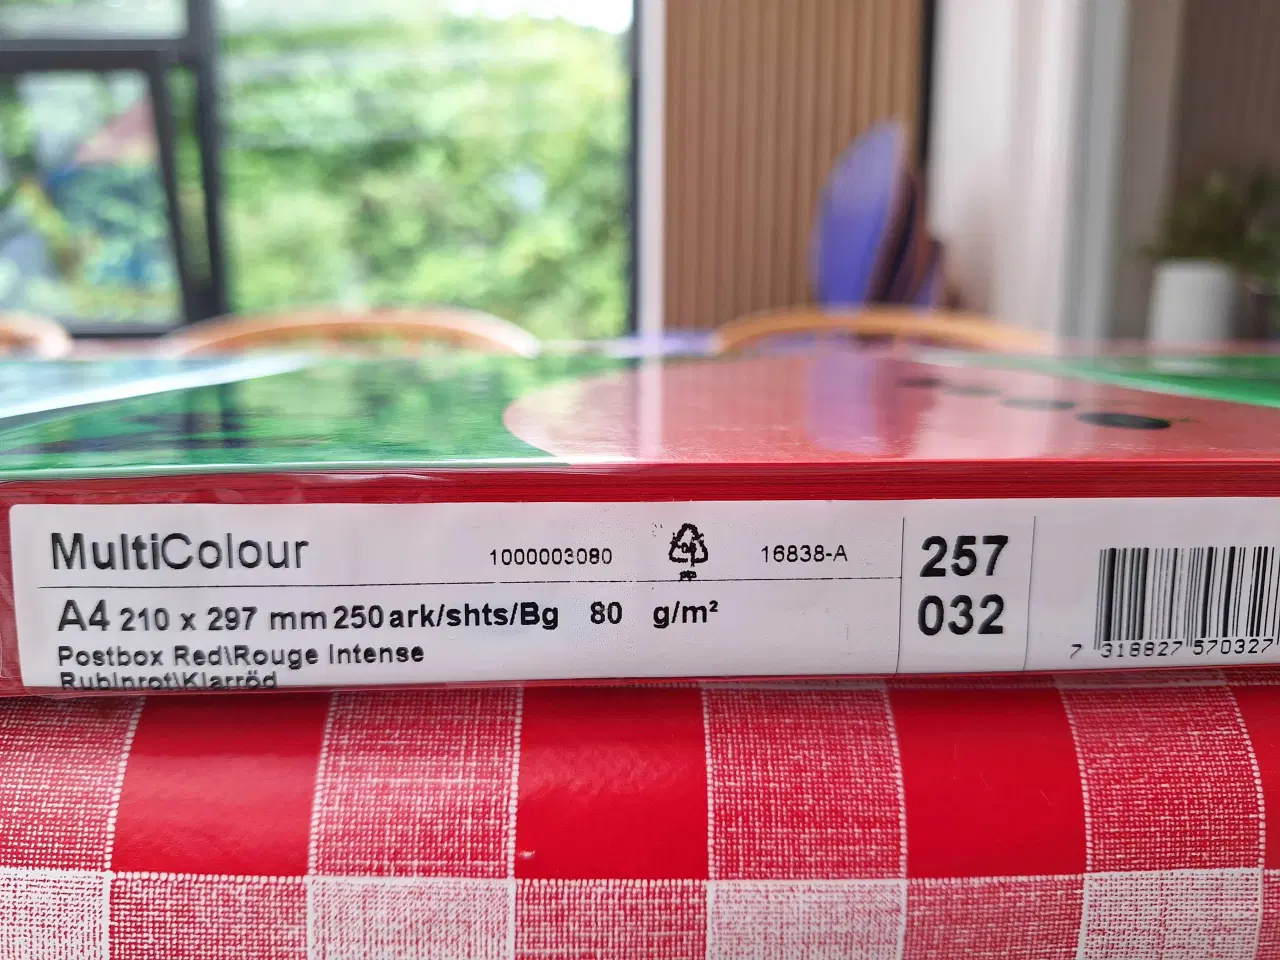 MultiColour 1000003080 16838-A
A4 210 x 297 mm 250 ark/shts/Bg 80 g/m²
Postbox Red\Rouge Intense
Rubinrot\Klarröd
257
032
7 318827 570327